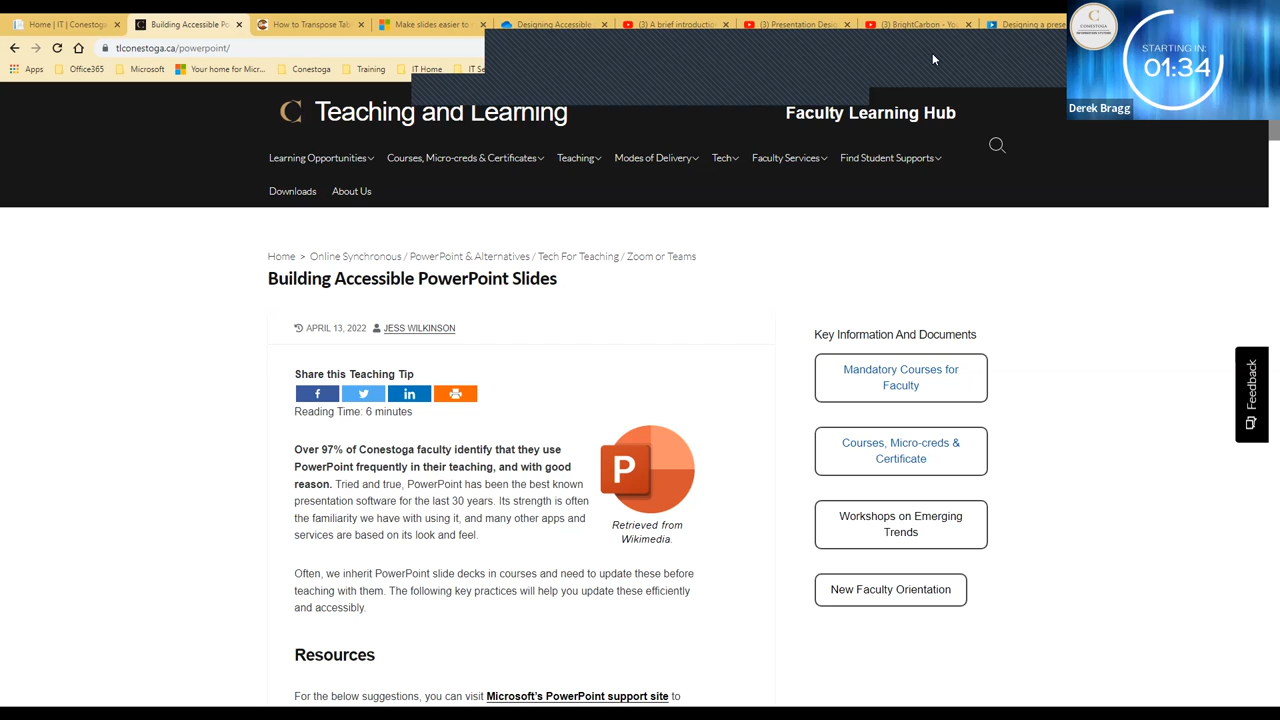 Home | IT | Conestoga
Building Accessible Po
How to Transpose Tab
Make slides easier to
Designing Accessible
(3) A brief introductio
(3) Presentation Desi
(3) BrightCarbon - You
Designing a prese
tlconestoga.ca/powerpoint/
Apps
Office365
Microsoft
Your home for Micr...
Conestoga
Training
IT Home
IT Se
CONESTOGA
STARTING IN:
01:34
Derek Bragg
C Teaching and Learning
Faculty Learning Hub
Learning Opportunities
Courses, Micro-creds & Certificates
Teaching
Modes of Delivery
Tech
Faculty Services
Find Student Supports
Downloads
About Us
Home > Online Synchronous / PowerPoint & Alternatives / Tech For Teaching / Zoom or Teams
Building Accessible PowerPoint Slides
APRIL 13, 2022 JESS WILKINSON
Share this Teaching Tip
Reading Time: 6 minutes
Over 97% of Conestoga faculty identify that they use
PowerPoint frequently in their teaching, and with good
reason. Tried and true, PowerPoint has been the best known
presentation software for the last 30 years. Its strength is often
the familiarity we have with using it, and many other apps and
services are based on its look and feel.
P
Retrieved from
Wikimedia.
Often, we inherit PowerPoint slide decks in courses and need to update these before
teaching with them. The following key practices will help you update these efficiently
and accessibly.
Resources
For the below suggestions, you can visit Microsoft's PowerPoint support site to
Key Information And Documents
Mandatory Courses for
Faculty
Courses, Micro-creds &
Certificate
Workshops on Emerging
Trends
New Faculty Orientation
Feedback